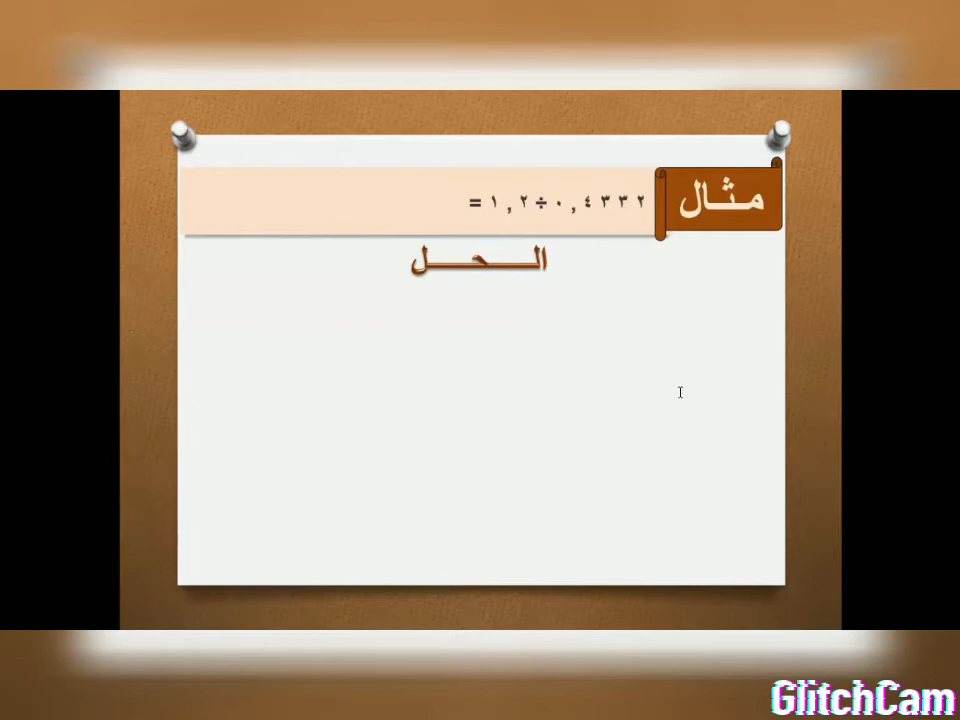 مثال
= ١,٢ ÷ ٠,٤٣٣٢
الحل
GlitchCam